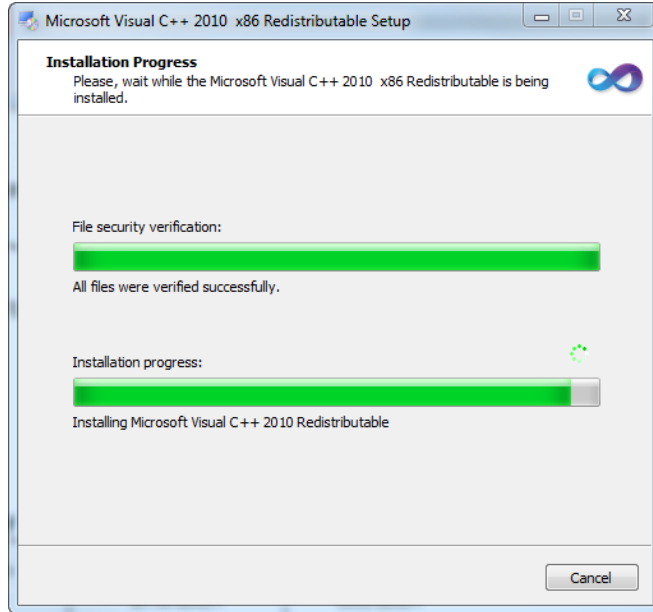 Microsoft Visual C++ 2010  x86 Redistributable Setup
Installation Progress
Please, wait while the Microsoft Visual C++ 2010  x86 Redistributable is being
installed.
File security verification:
All files were verified successfully.
Installation progress:
Installing Microsoft Visual C++ 2010 Redistributable
Cancel